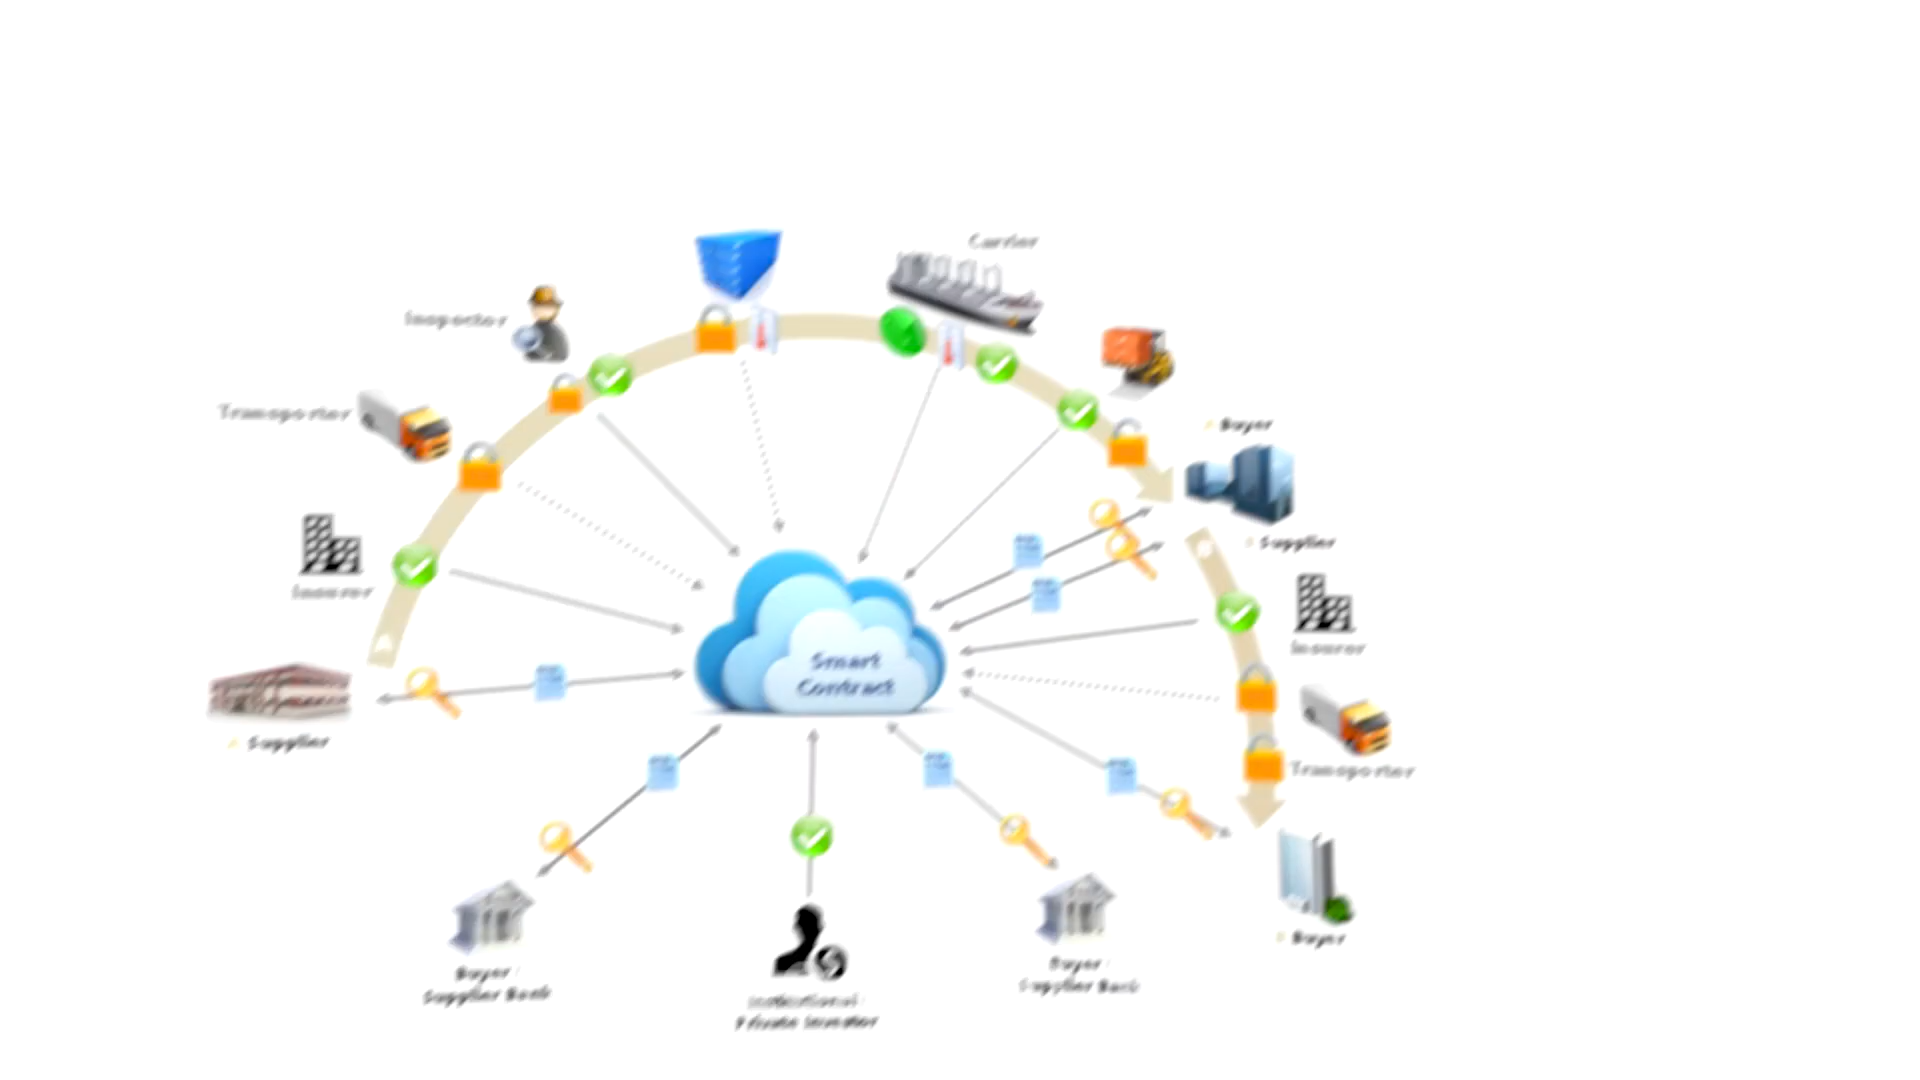 Carrier
Inspector
Transporter
Buyer
Supplier
Insurer
Insurer
Smart
Contract
Supplier
Transporter
Buyer
Buyer
Supplier Bank
Buyer
Supplier Bank
Institutional
Private Investor